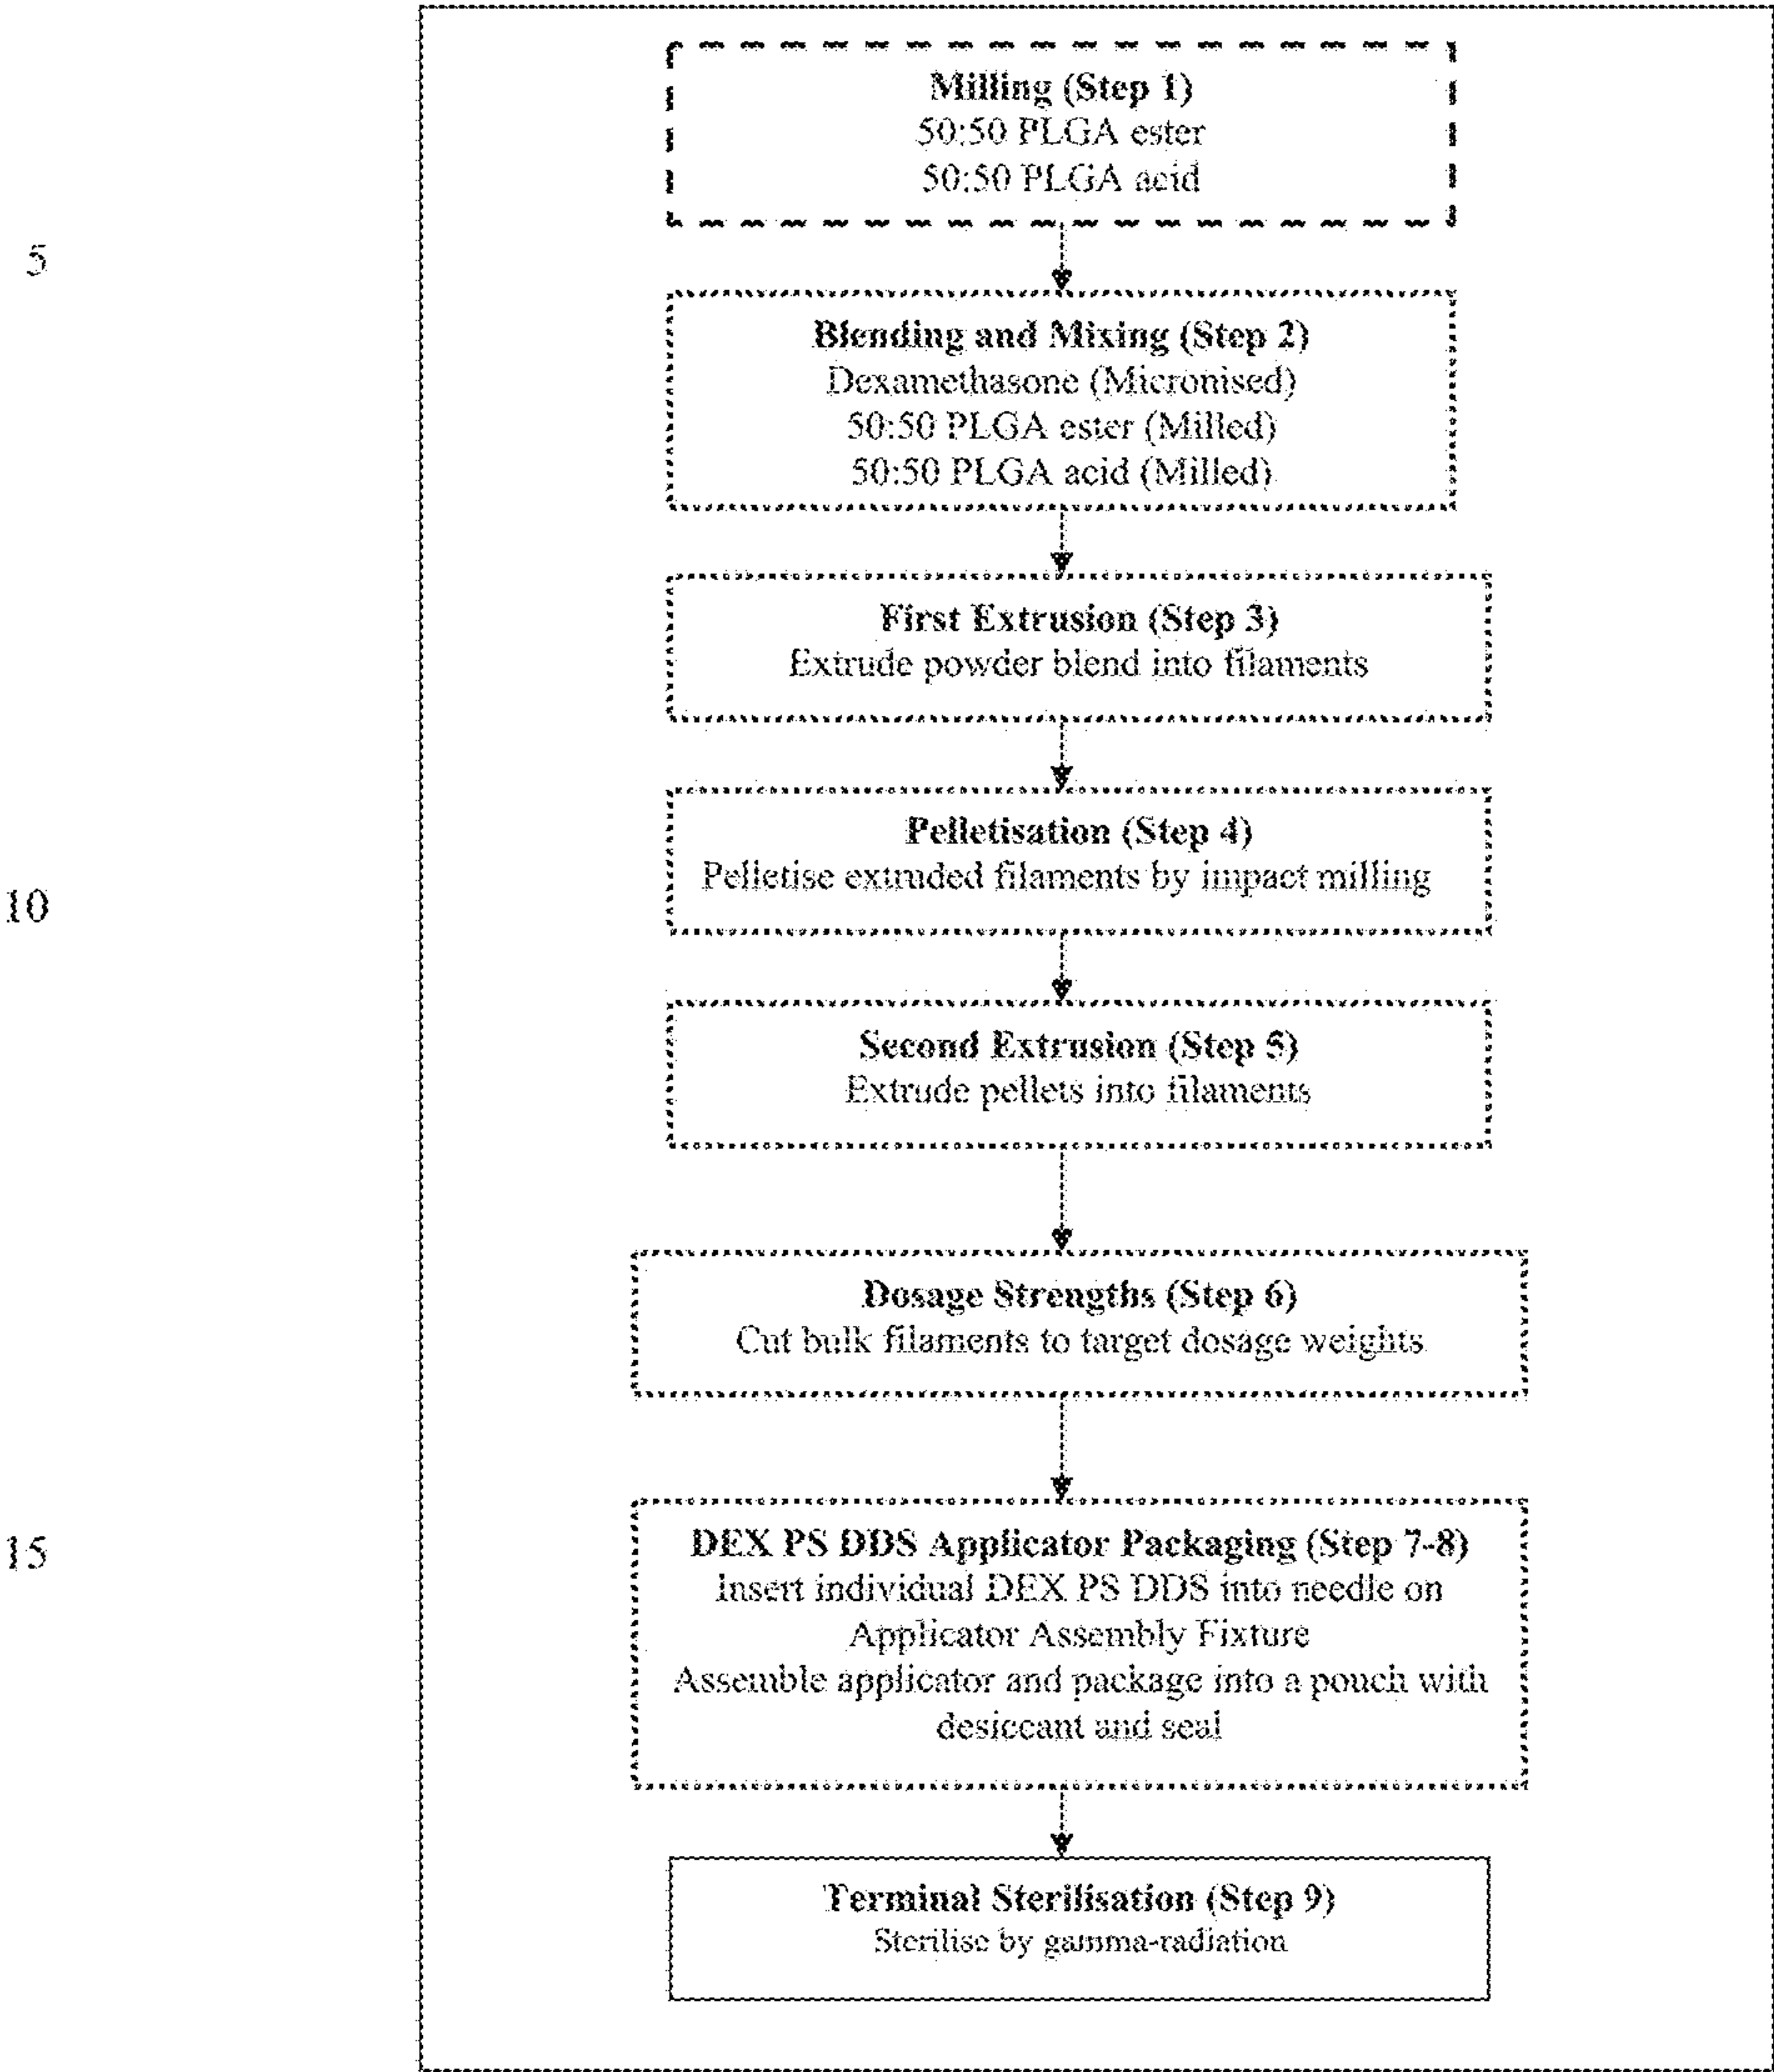 Milling (Step 1)
50:50 PLGA ester
50:50 PLGA acid
5
Blending and Mixing (Step 2)
Dexamethasone (Micronised)
50:50 PLGA ester (Milled)
50:50 PLGA acid (Milled)
First Extrusion (Step 3)
Extrude powder blend into filaments
Pelletisation (Step 4)
Pelletise extruded filaments by impact milling
10
Second Extrusion (Step 5)
Extrude pellets into filaments
Dosage Strengths (Step 6)
Cut bulk filaments to target dosage weights
DEX PS DDS Applicator Packaging (Step 7-8)
15
Insert individual DEX PS DDS into needle on
Applicator Assembly Fixture
Assemble applicator and package into a pouch with
desiccant and seal
Terminal Sterilisation (Step 9)
Sterilise by gamma-radiation